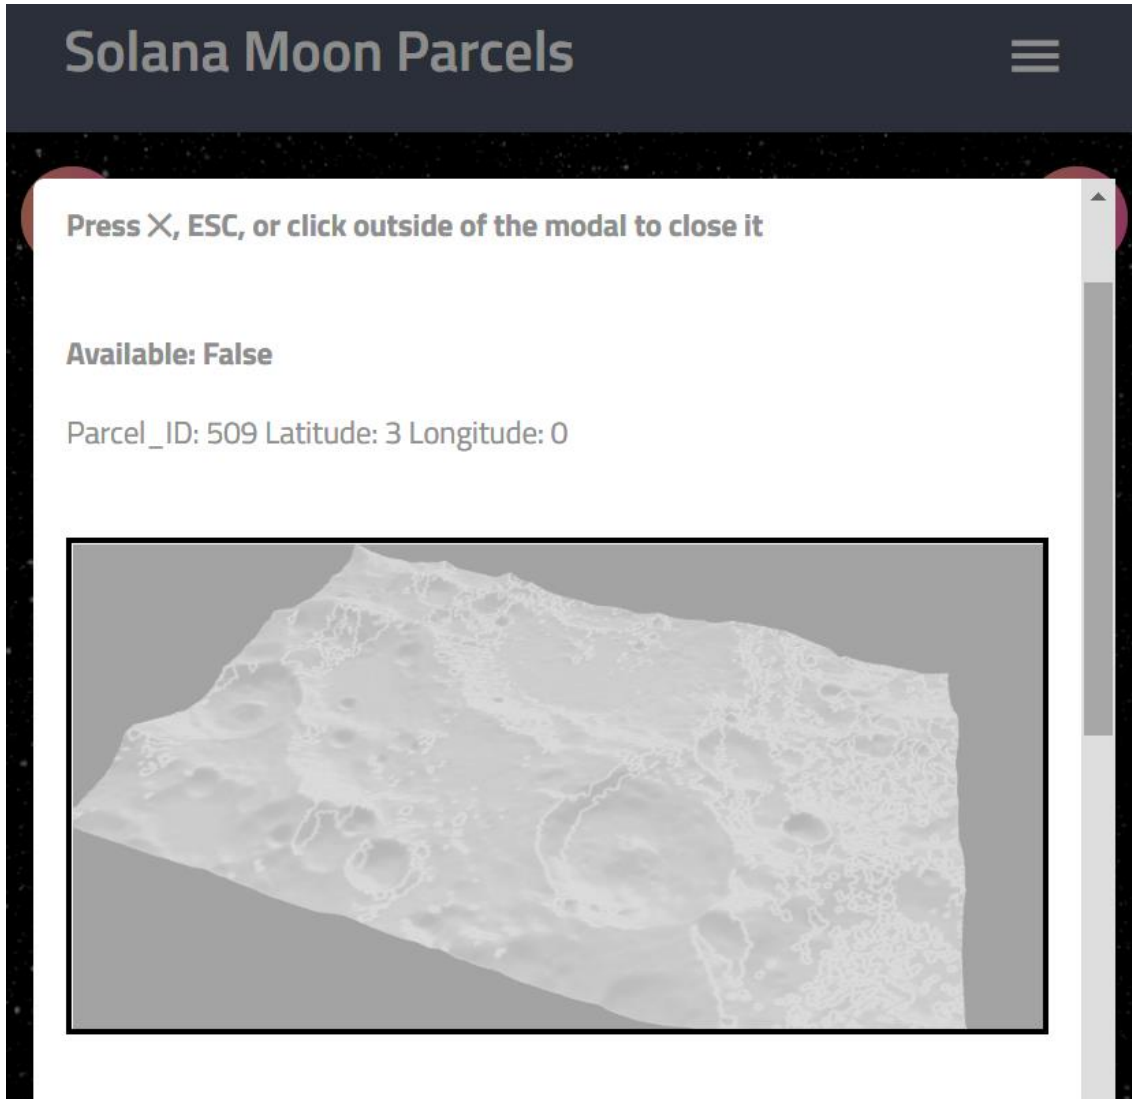 Solana Moon Parcels
Press ✕, ESC, or click outside of the modal to close it
Available: False
Parcel_ID: 509 Latitude: 3 Longitude: 0